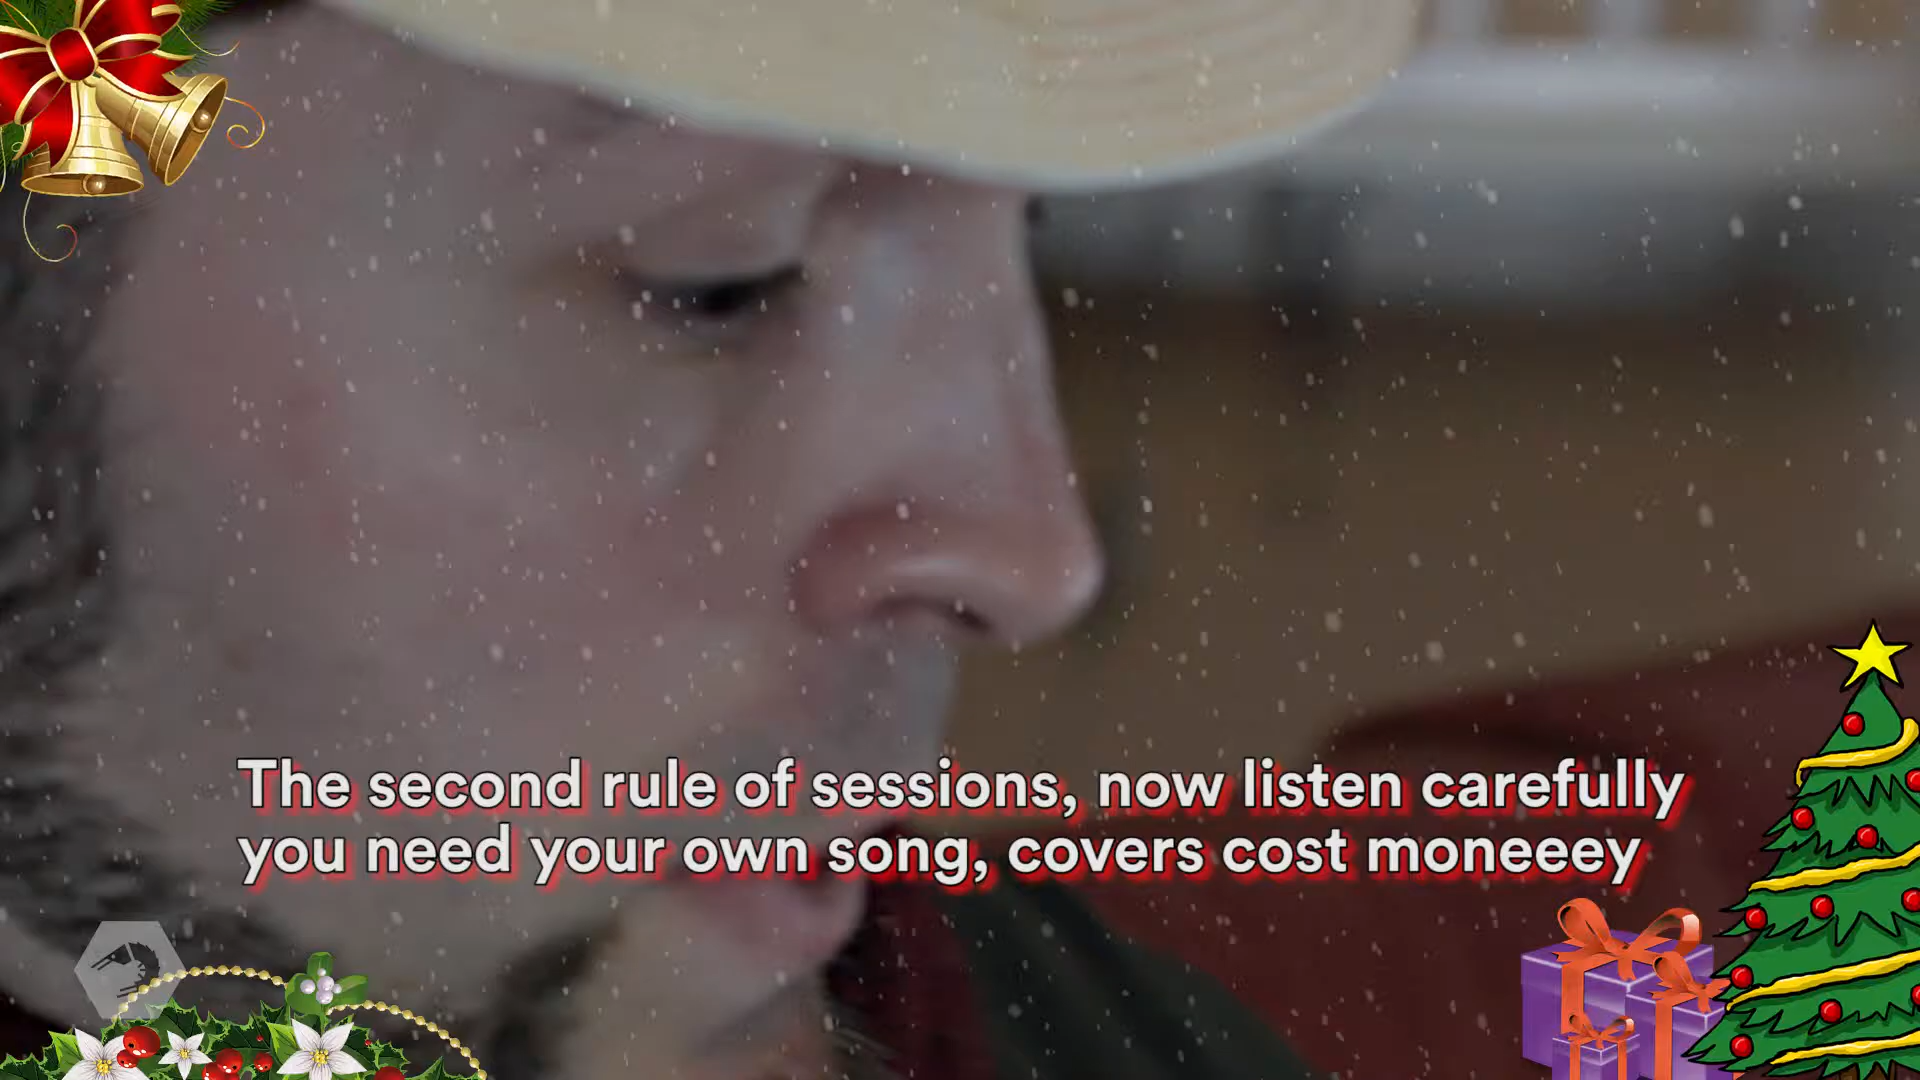 The second rule of sessions, now listen carefully
you need your own song, covers cost moneeey